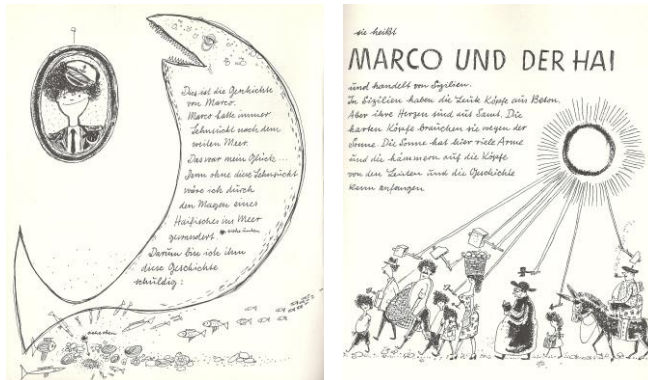 Das ist die Geschichte
von Marco.
Marco hatte immer
Sehnsucht nach dem
weiten Meer.
Das war mein Glück....
Denn ohne diese Sehnsucht
wäre ich durch
den Magen eines
Haifisches ins Meer
gewandert. * siehe unten
Darum bin ich ihm
diese Geschichte
schuldig:
sie heißt
MARCO UND DER HAI
und handelt von Sizilien.
In Sizilien haben die Leute Köpfe aus Beton.
Aber ihre Herzen sind aus Samt. Die
harten Köpfe brauchen sie wegen der
Sonne. Die Sonne hat hier viele Arme
und die hämmern auf die Köpfe
von den Leuten und die Geschichte
kann anfangen